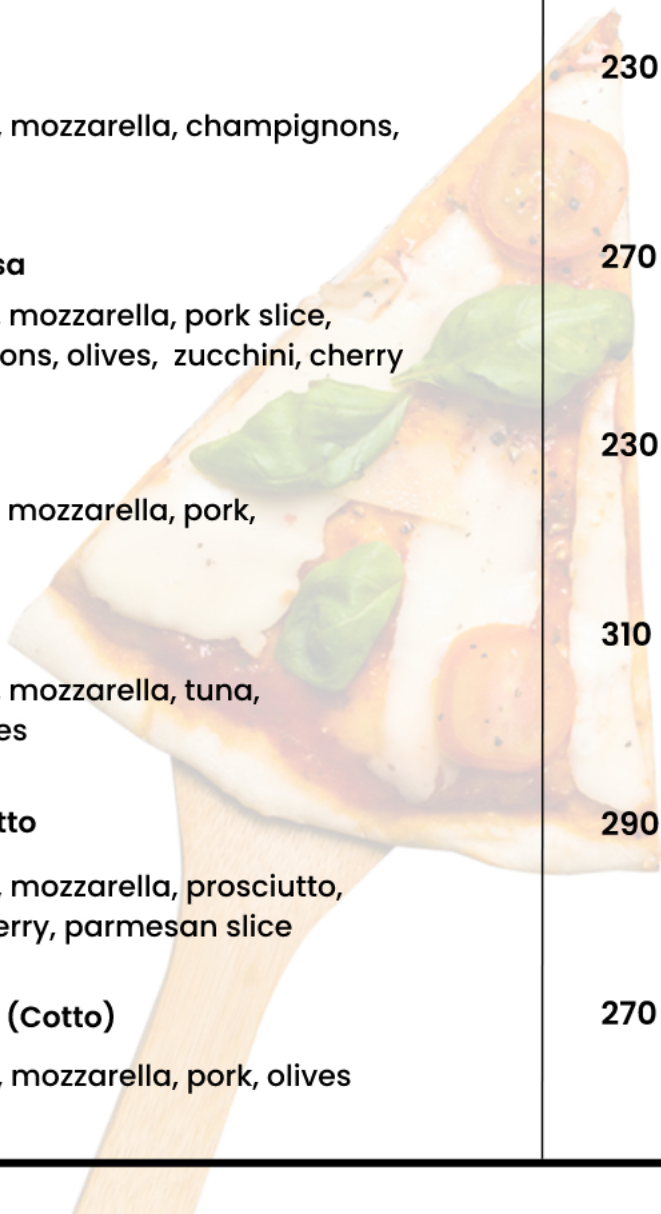 230
, mozzarella, champignons,
sa 270
, mozzarella, pork slice,
ons, olives, zucchini, cherry
230
mozzarella, pork,
310
, mozzarella, tuna,
es
tto 290
, mozzarella, prosciutto,
erry, parmesan slice
(Cotto) 270
, mozzarella, pork, olives